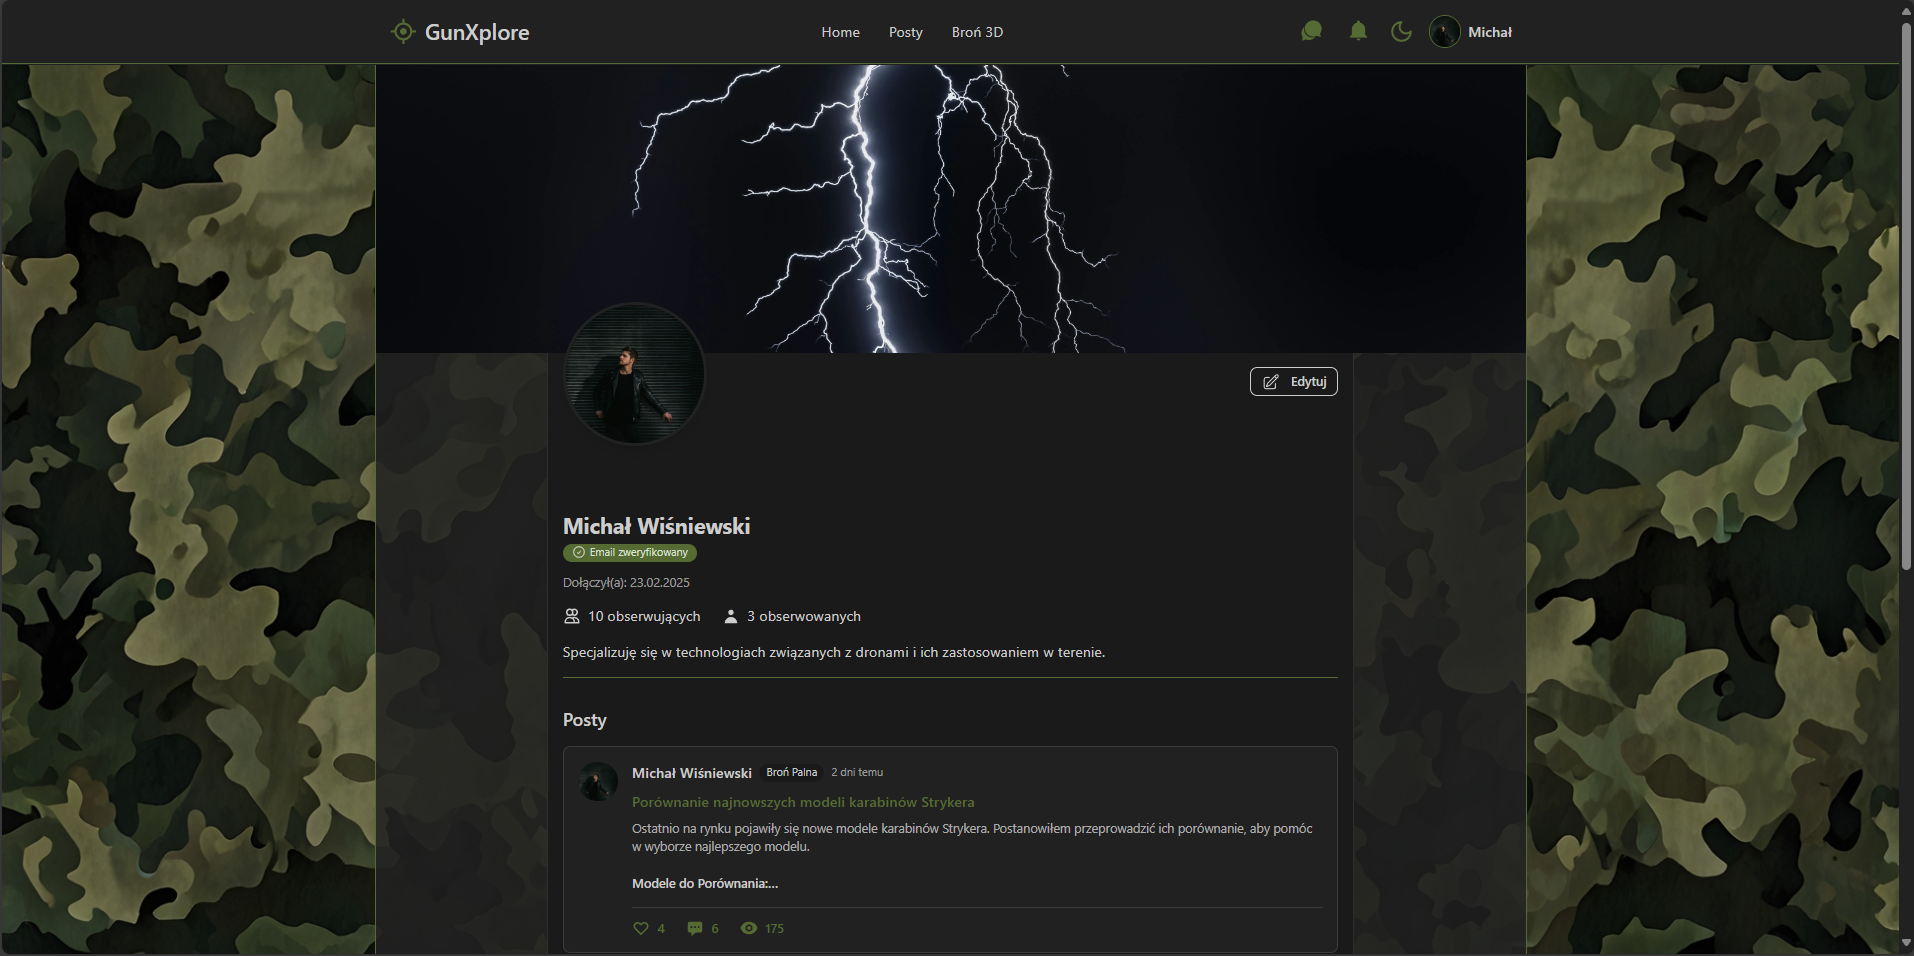 GunXplore
Home Posty Broń 3D
Michał
Edytuj
Michał Wiśniewski
Email zweryfikowany
Dołączył(a): 23.02.2025
10 obserwujących 3 obserwowanych
Specjalizuję się w technologiach związanych z dronami i ich zastosowaniem w terenie.
Posty
Michał Wiśniewski Broń Palna 2 dni temu
Porównanie najnowszych modeli karabinów Strykera
Ostatnio na rynku pojawiły się nowe modele karabinów Strykera. Postanowiłem przeprowadzić ich porównanie, aby pomóc
w wyborze najlepszego modelu.
Modele do Porównania:...
4 6 175